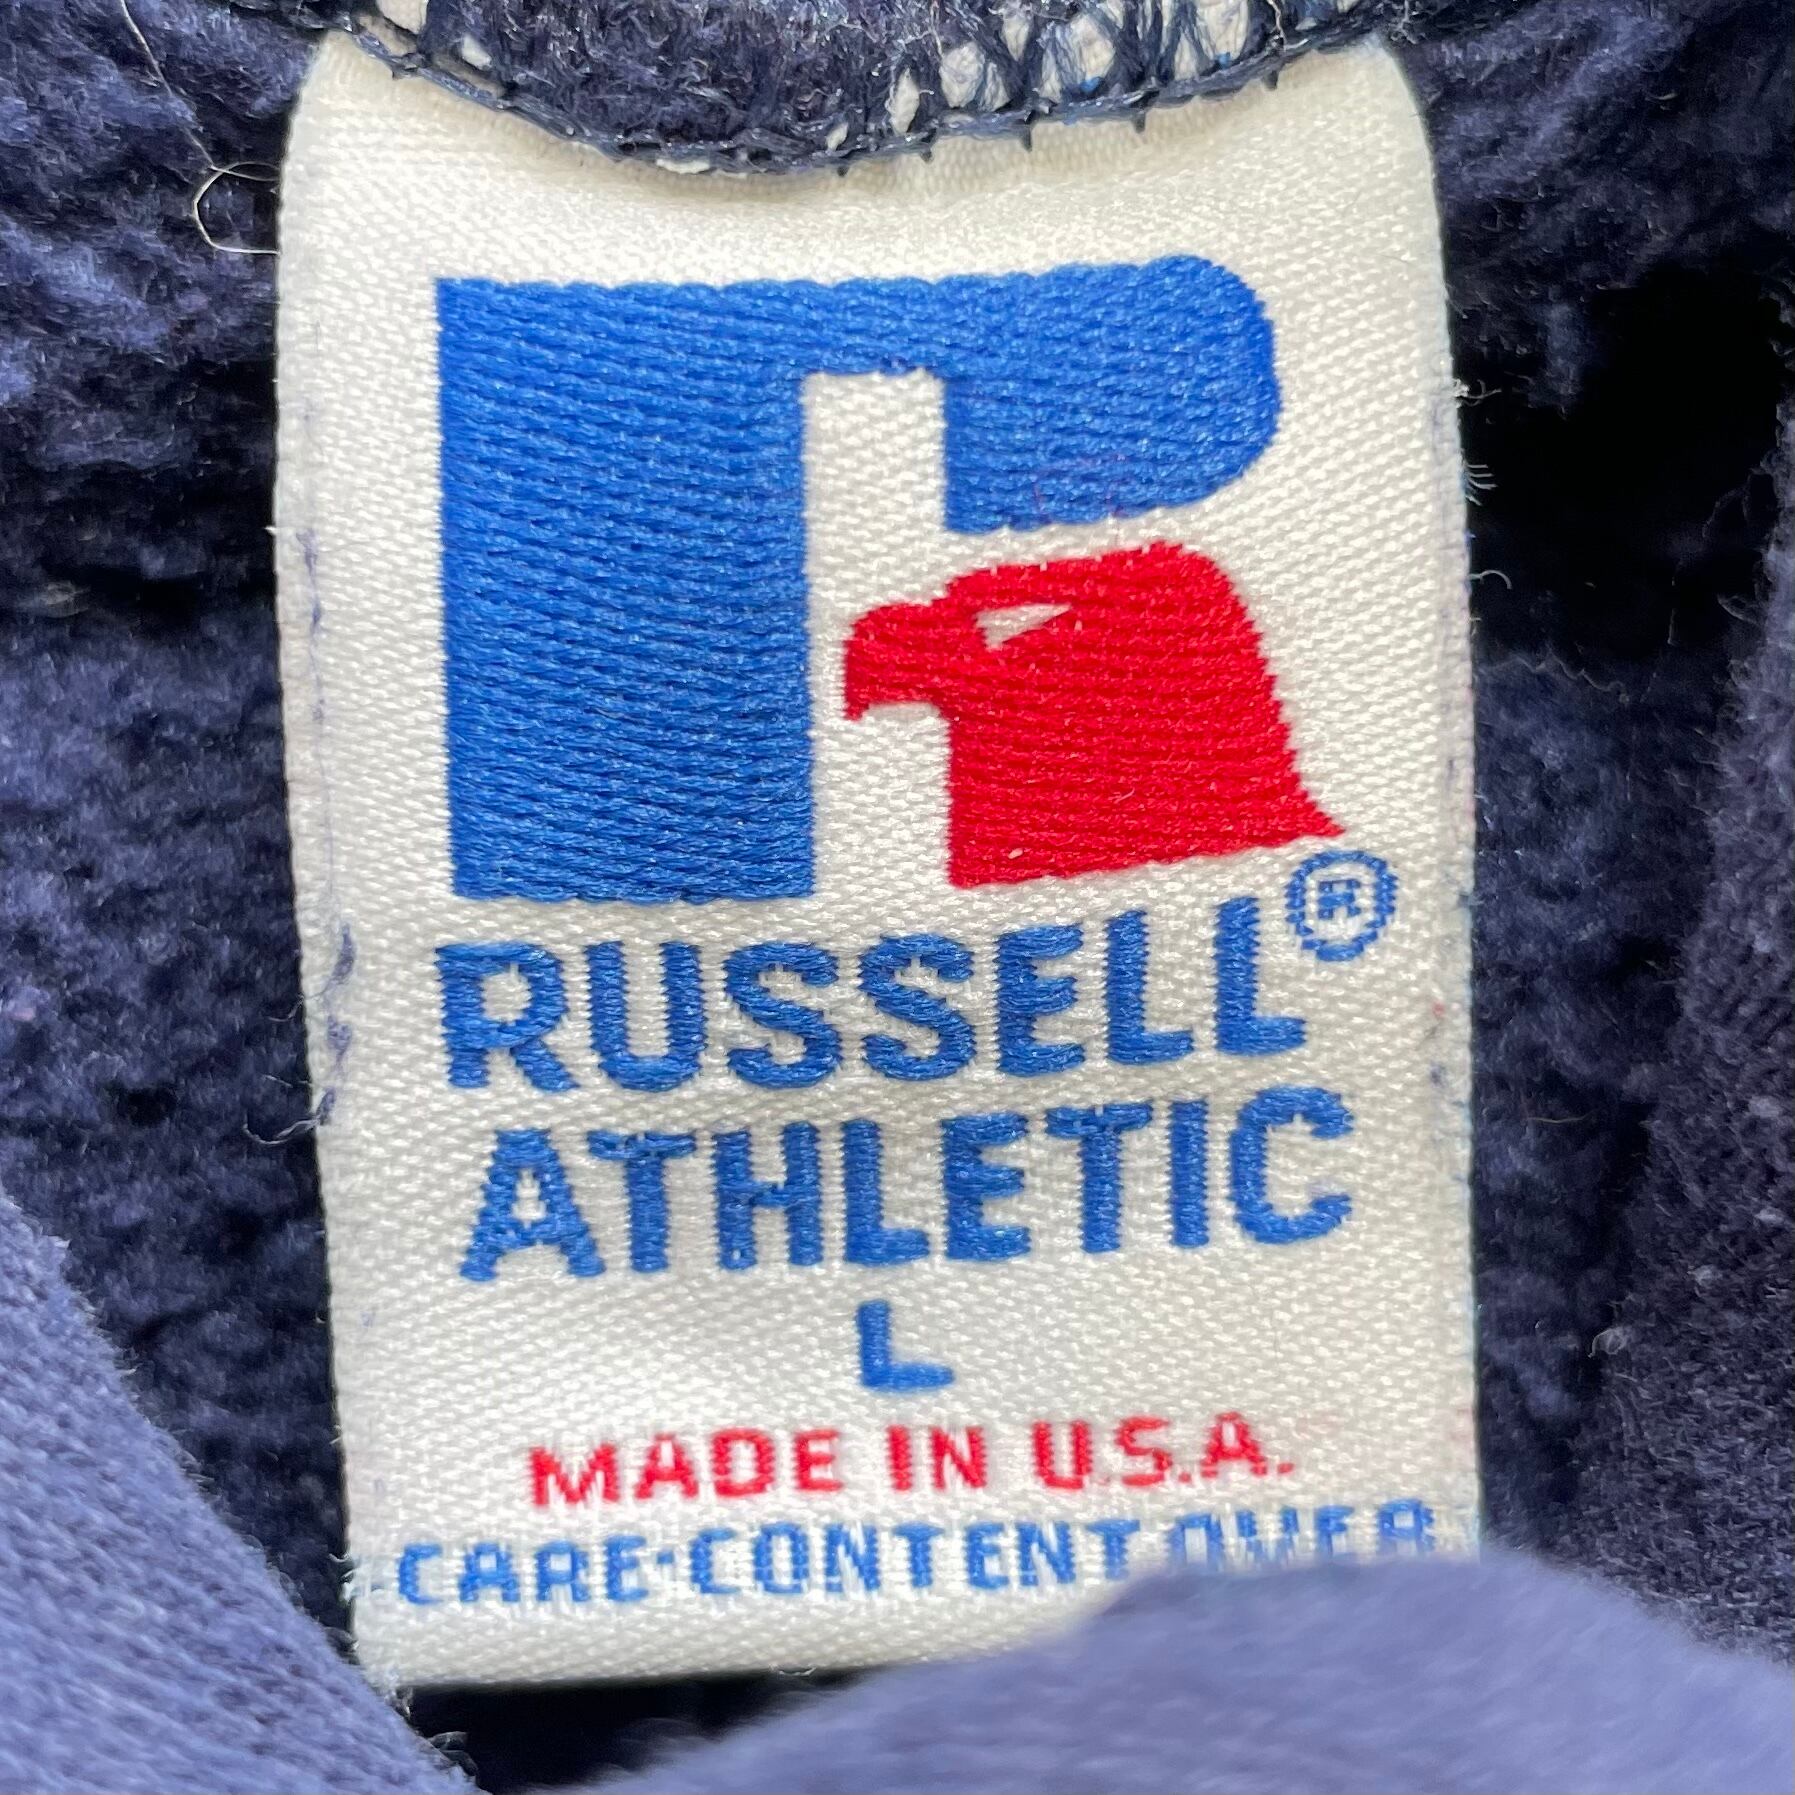 RUSSELL®
ATHLETIC
L
MADE IN U.S.A.
CARE·CONTENT OVER